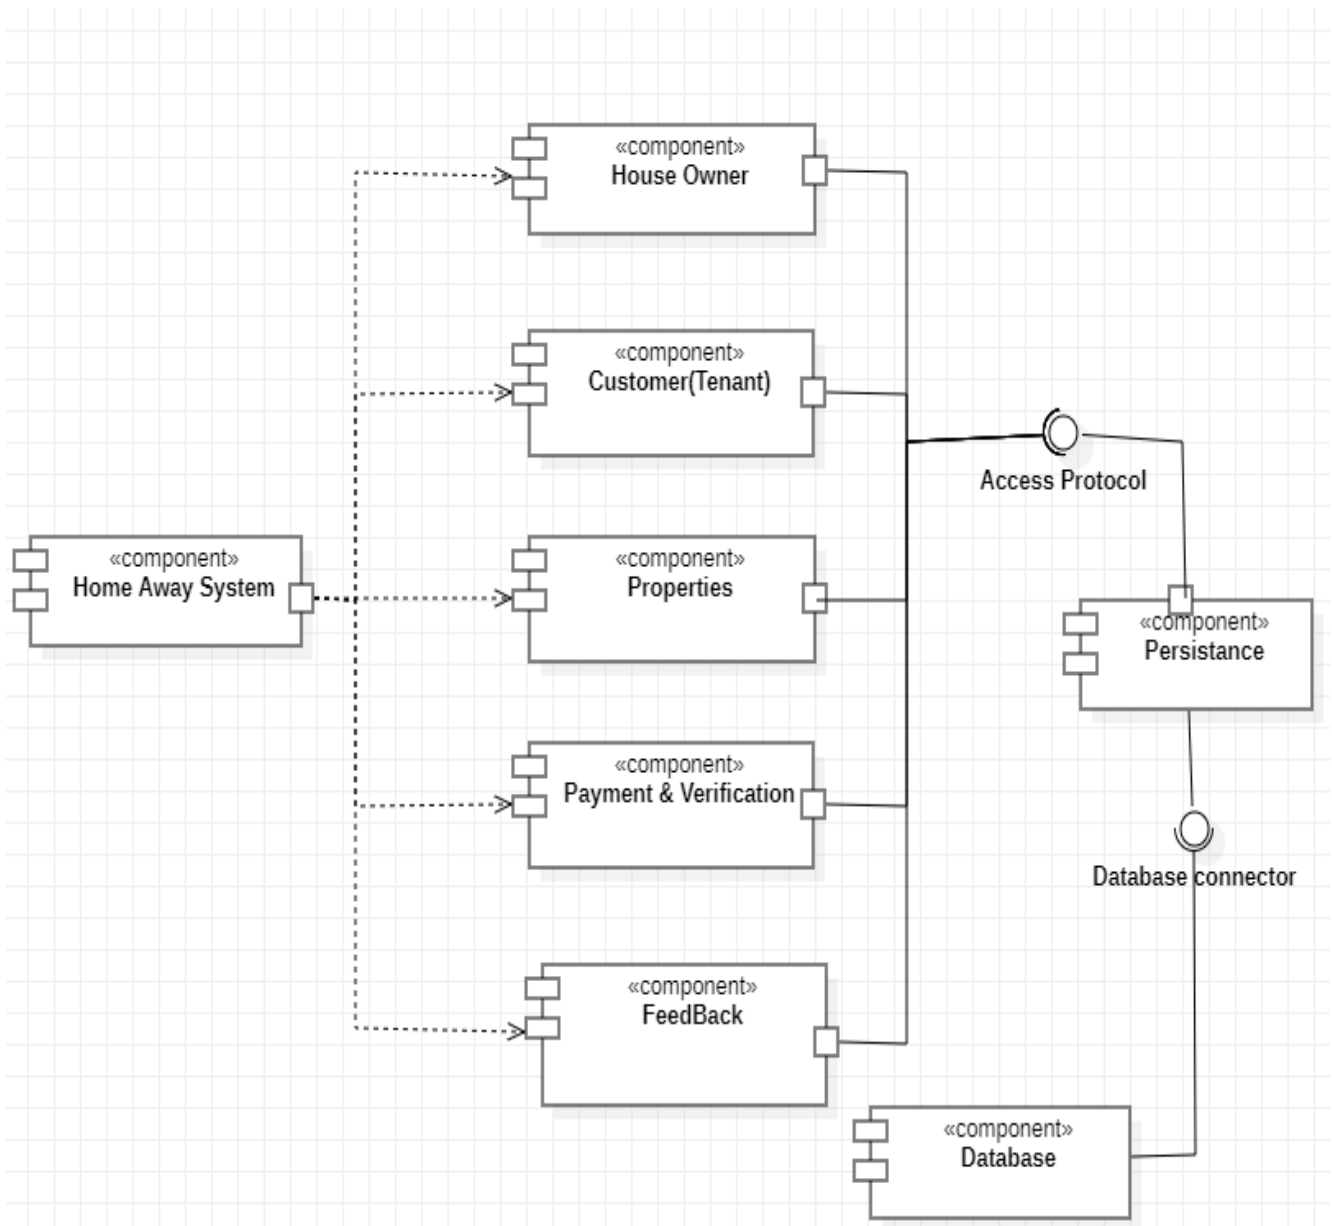 «component»
House Owner
«component»
Customer(Tenant)
Access Protocol
«component»
Home Away System
«component»
Properties
«component»
Persistance
«component»
Payment & Verification
Database connector
«component»
FeedBack
«component»
Database